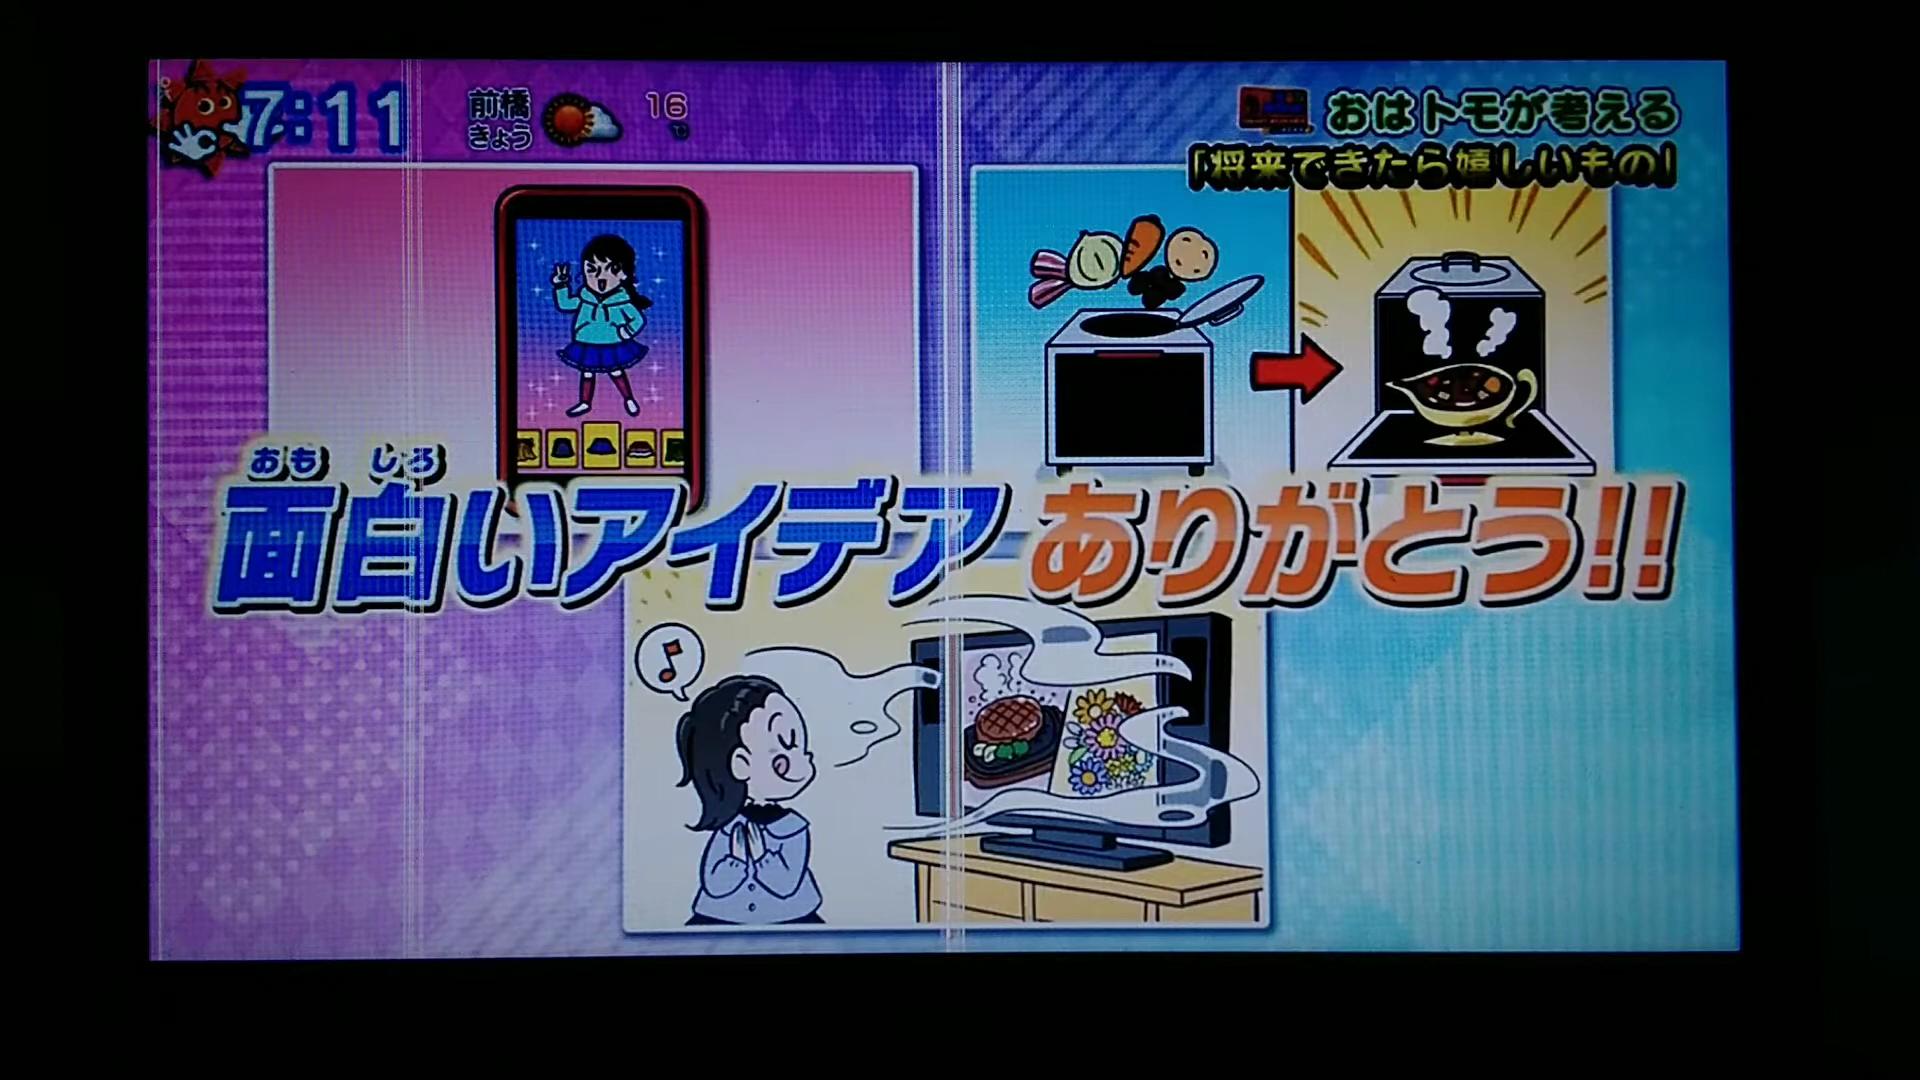 7:11
前橋
きょう
16
℃
おはトモが考える
「将来できたら嬉しいもの」
おもしろ
面白いアイデア ありがとう!!